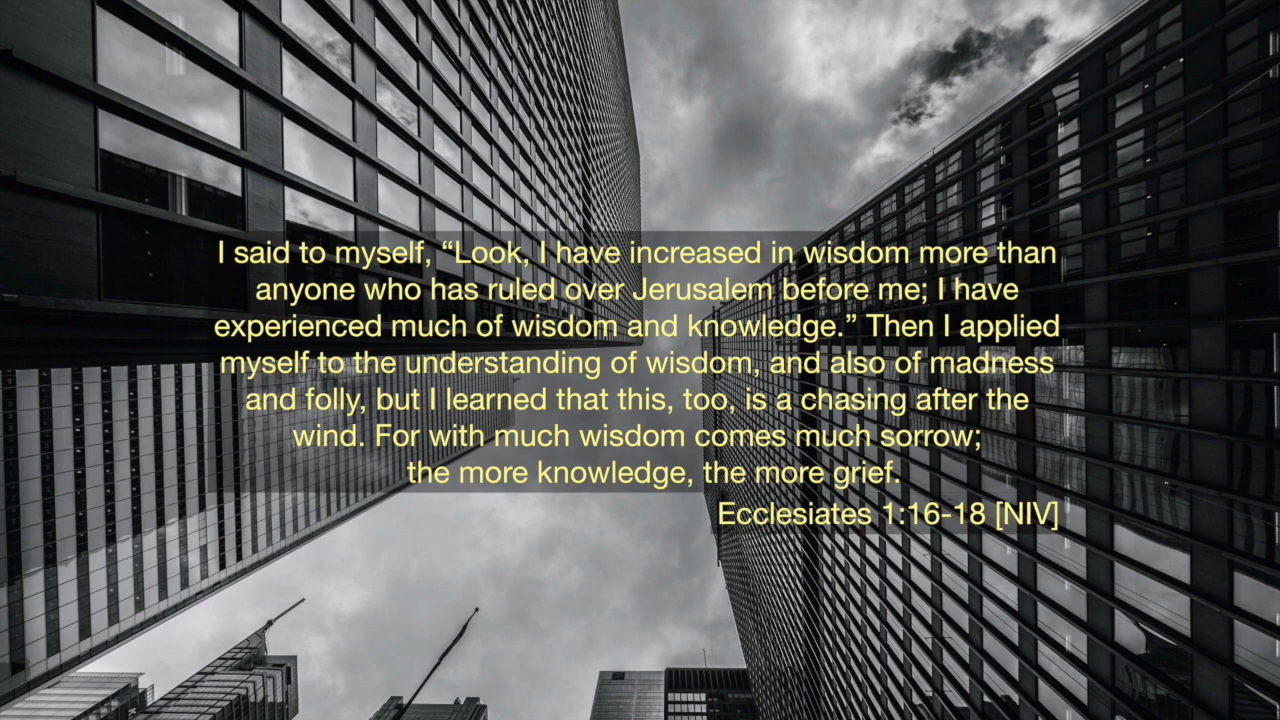 I said to myself, “Look, I have increased in wisdom more than
anyone who has ruled over Jerusalem before me; I have
experienced much of wisdom and knowledge.” Then I applied
myself to the understanding of wisdom, and also of madness
and folly, but I learned that this, too, is a chasing after the
wind. For with much wisdom comes much sorrow;
the more knowledge, the more grief.
Ecclesiates 1:16-18 [NIV]